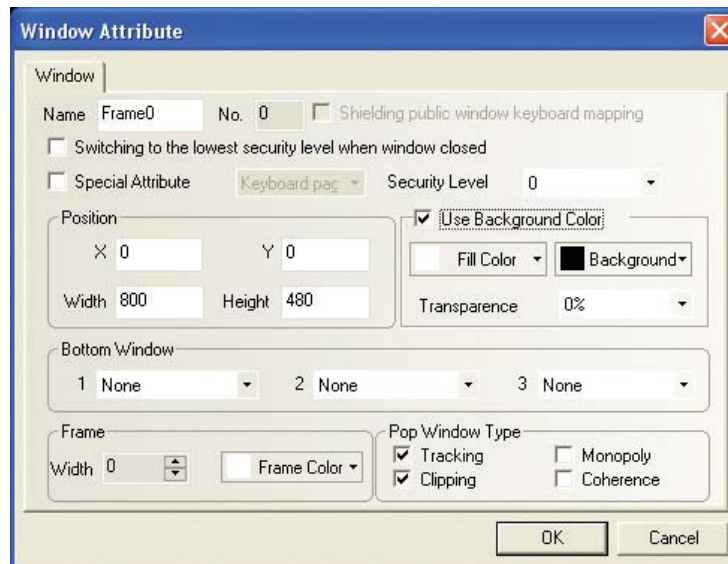 Window Attribute
Window
Name Frame0 No. 0 Shielding public window keyboard mapping
Switching to the lowest security level when window closed
Special Attribute Keyboard pag Security Level 0
Position Use Background Color
X 0 Y 0 Fill Color Background
Width 800 Height 480 Transparence 0%
Bottom Window
1 None 2 None 3 None
Frame Pop Window Type
Width 0 Frame Color Tracking Monopoly
Clipping Coherence
OK Cancel